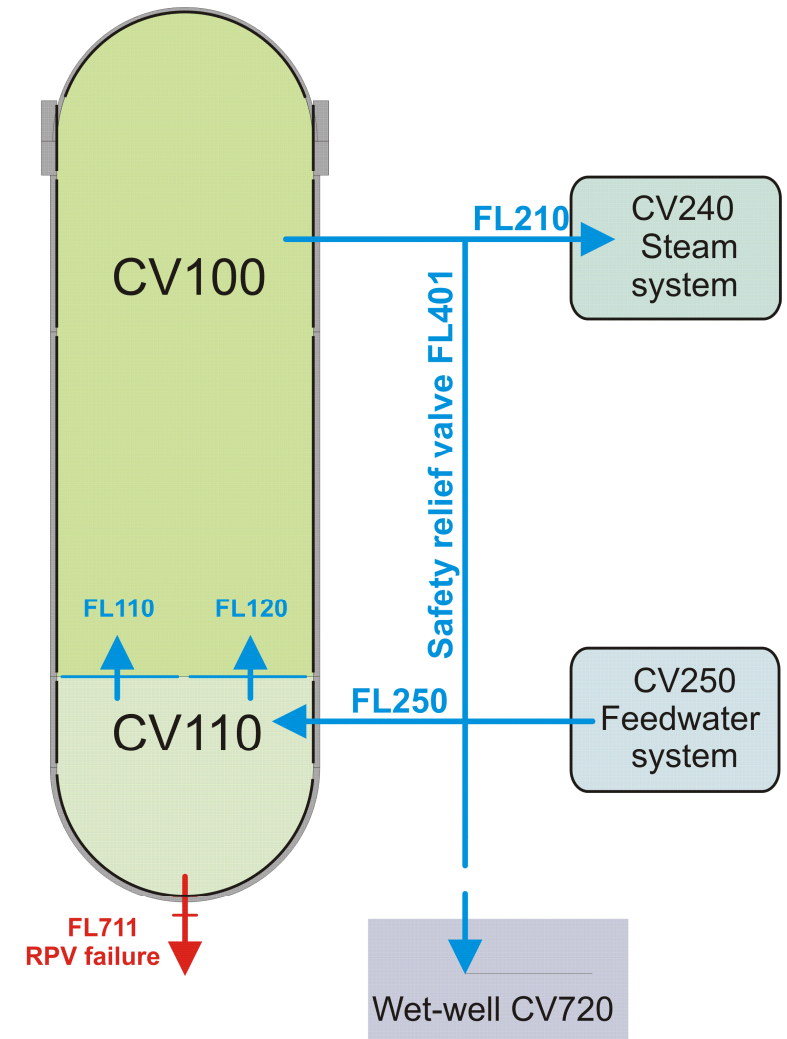 FL210
CV240
Steam
system
CV100
Safety relief valve FL401
FL110
FL120
CV250
Feedwater
system
FL250
CV110
FL711
RPV failure
Wet-well CV720